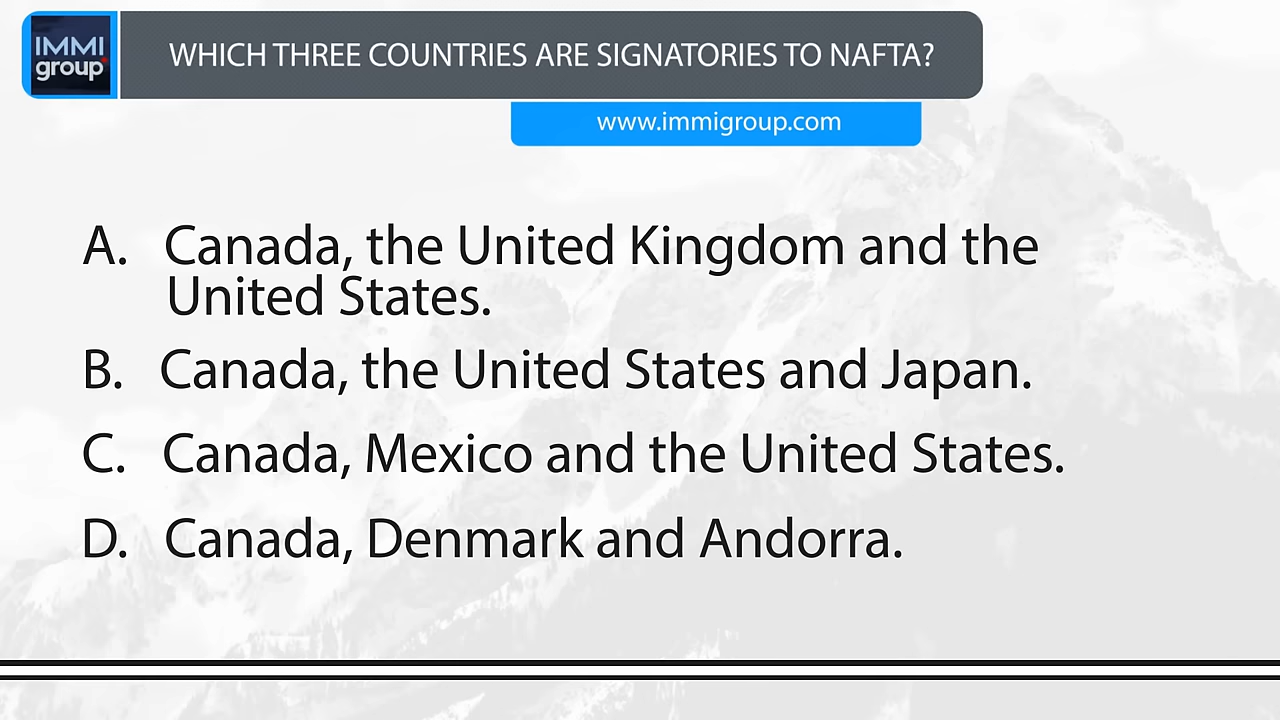 IMMI
group
WHICH THREE COUNTRIES ARE SIGNATORIES TO NAFTA?
www.immigroup.com
A. Canada, the United Kingdom and the
United States.
B. Canada, the United States and Japan.
C. Canada, Mexico and the United States.
D. Canada, Denmark and Andorra.